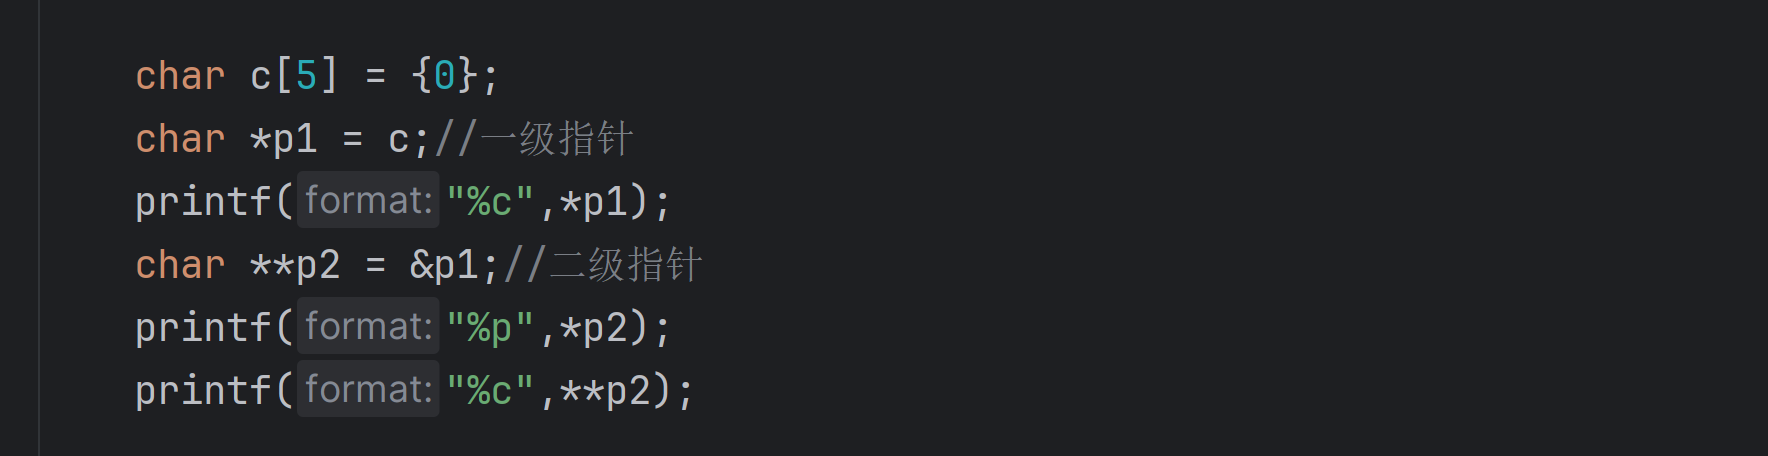 char c[5] = {0};
char *p1 = c;//一级指针
printf(format:"%c",*p1);
char **p2 = &p1;//二级指针
printf(format:"%p",*p2);
printf(format:"%c",**p2);